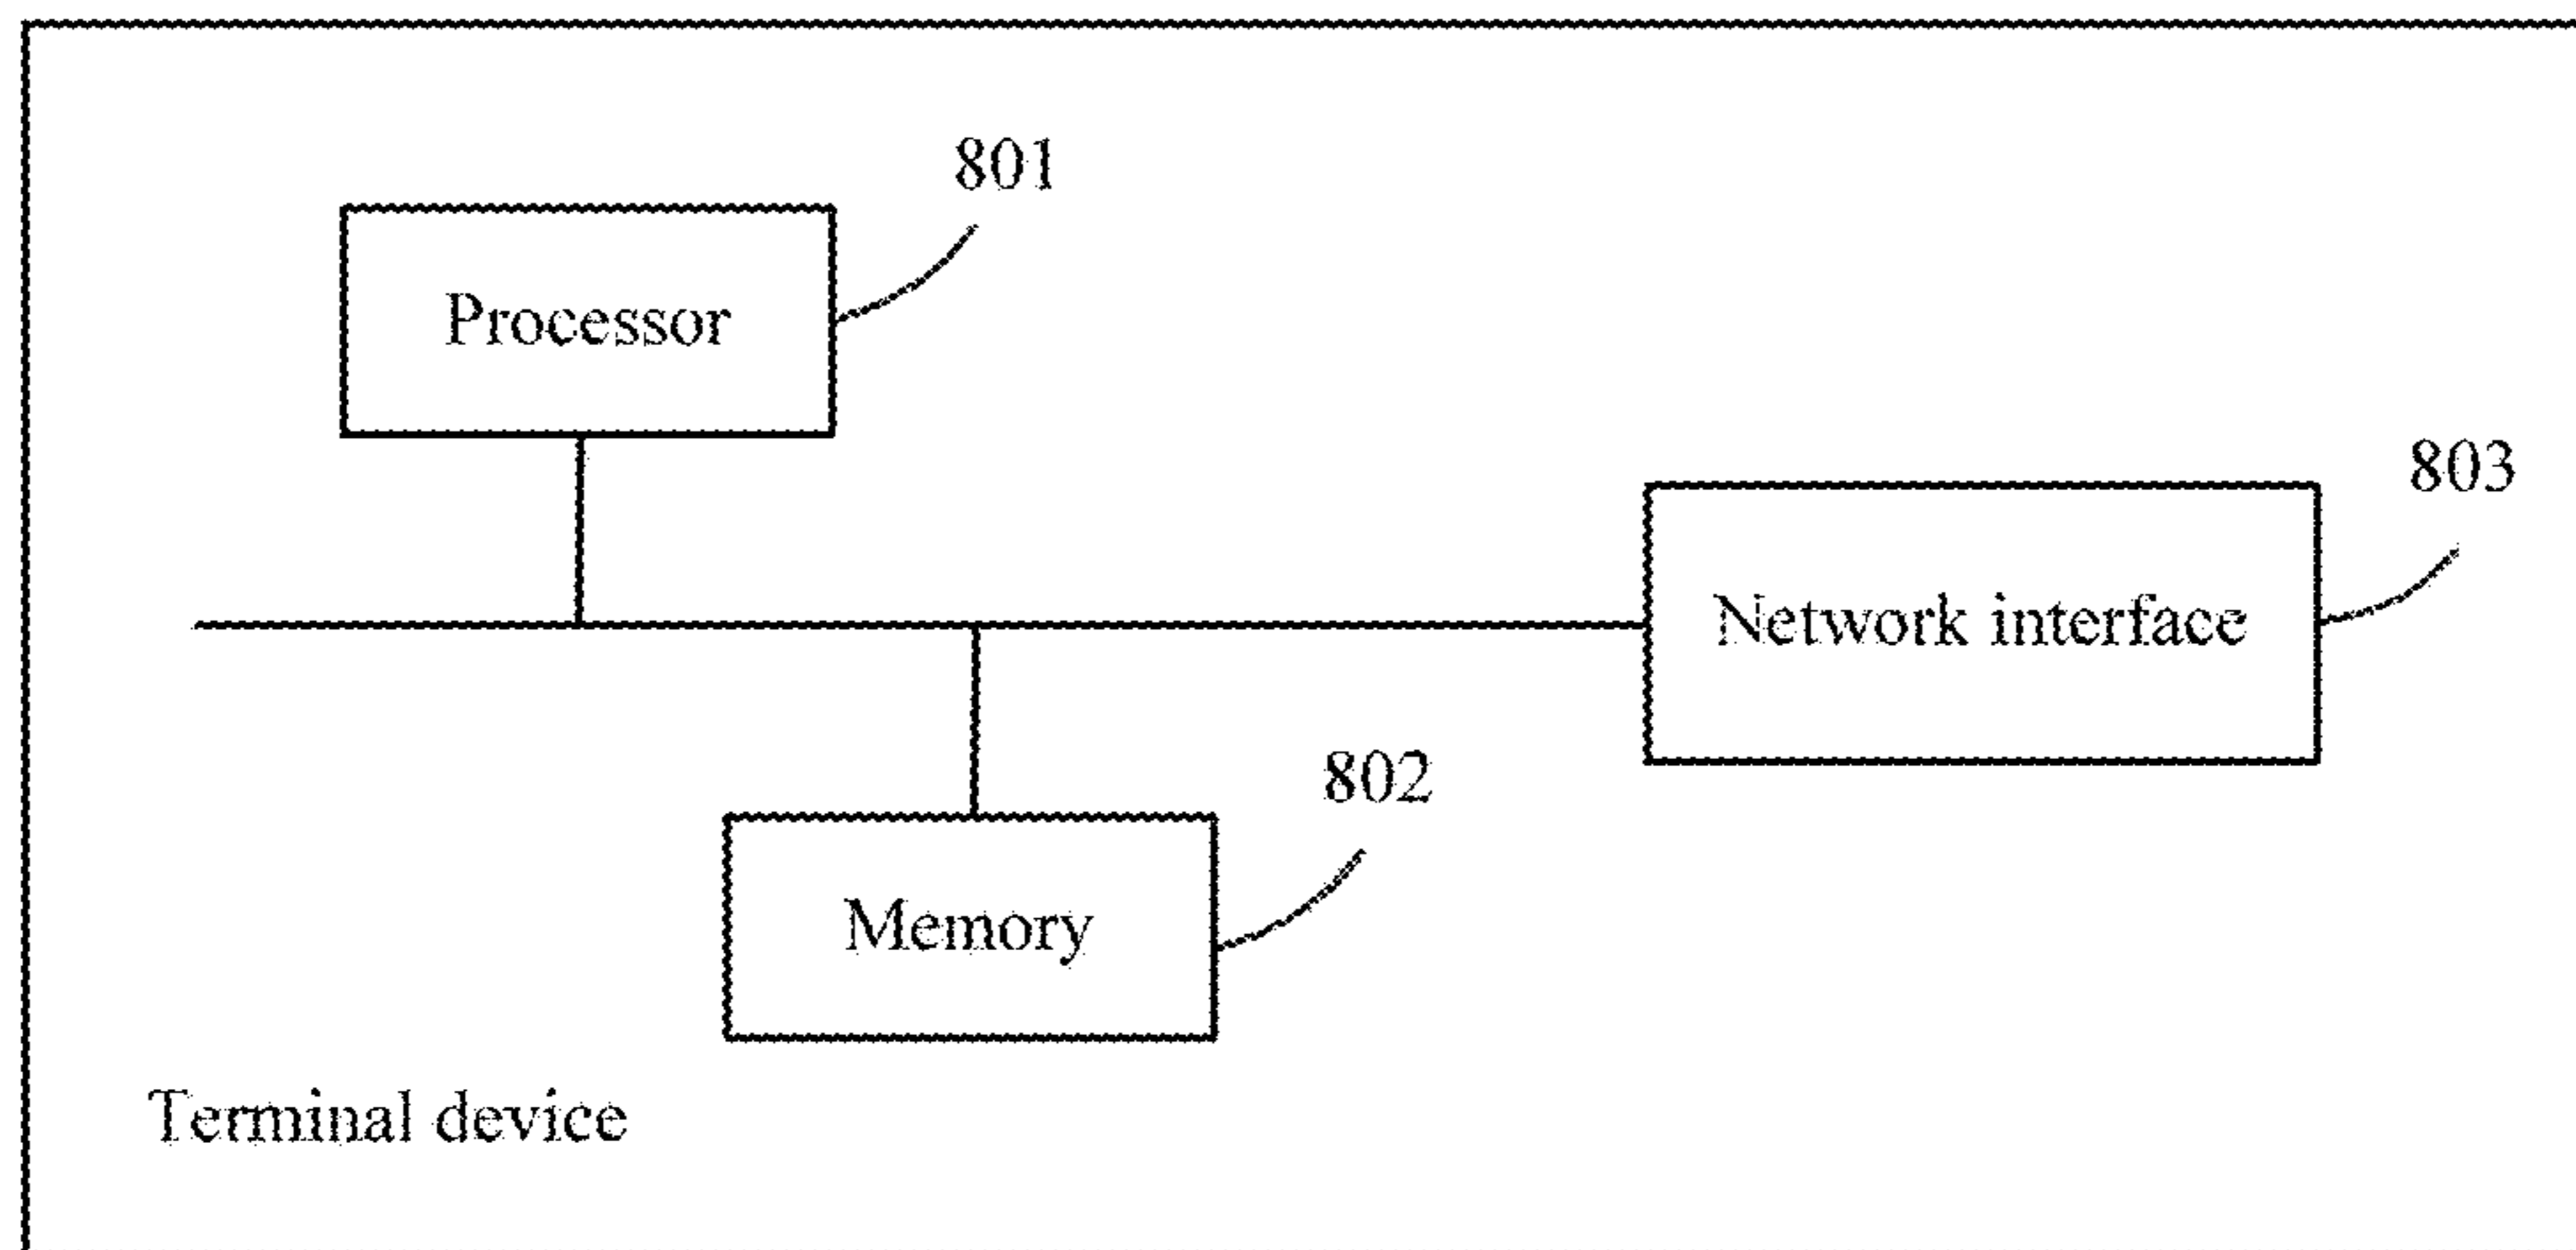 801
Processor
803
Network interface
802
Memory
Terminal device